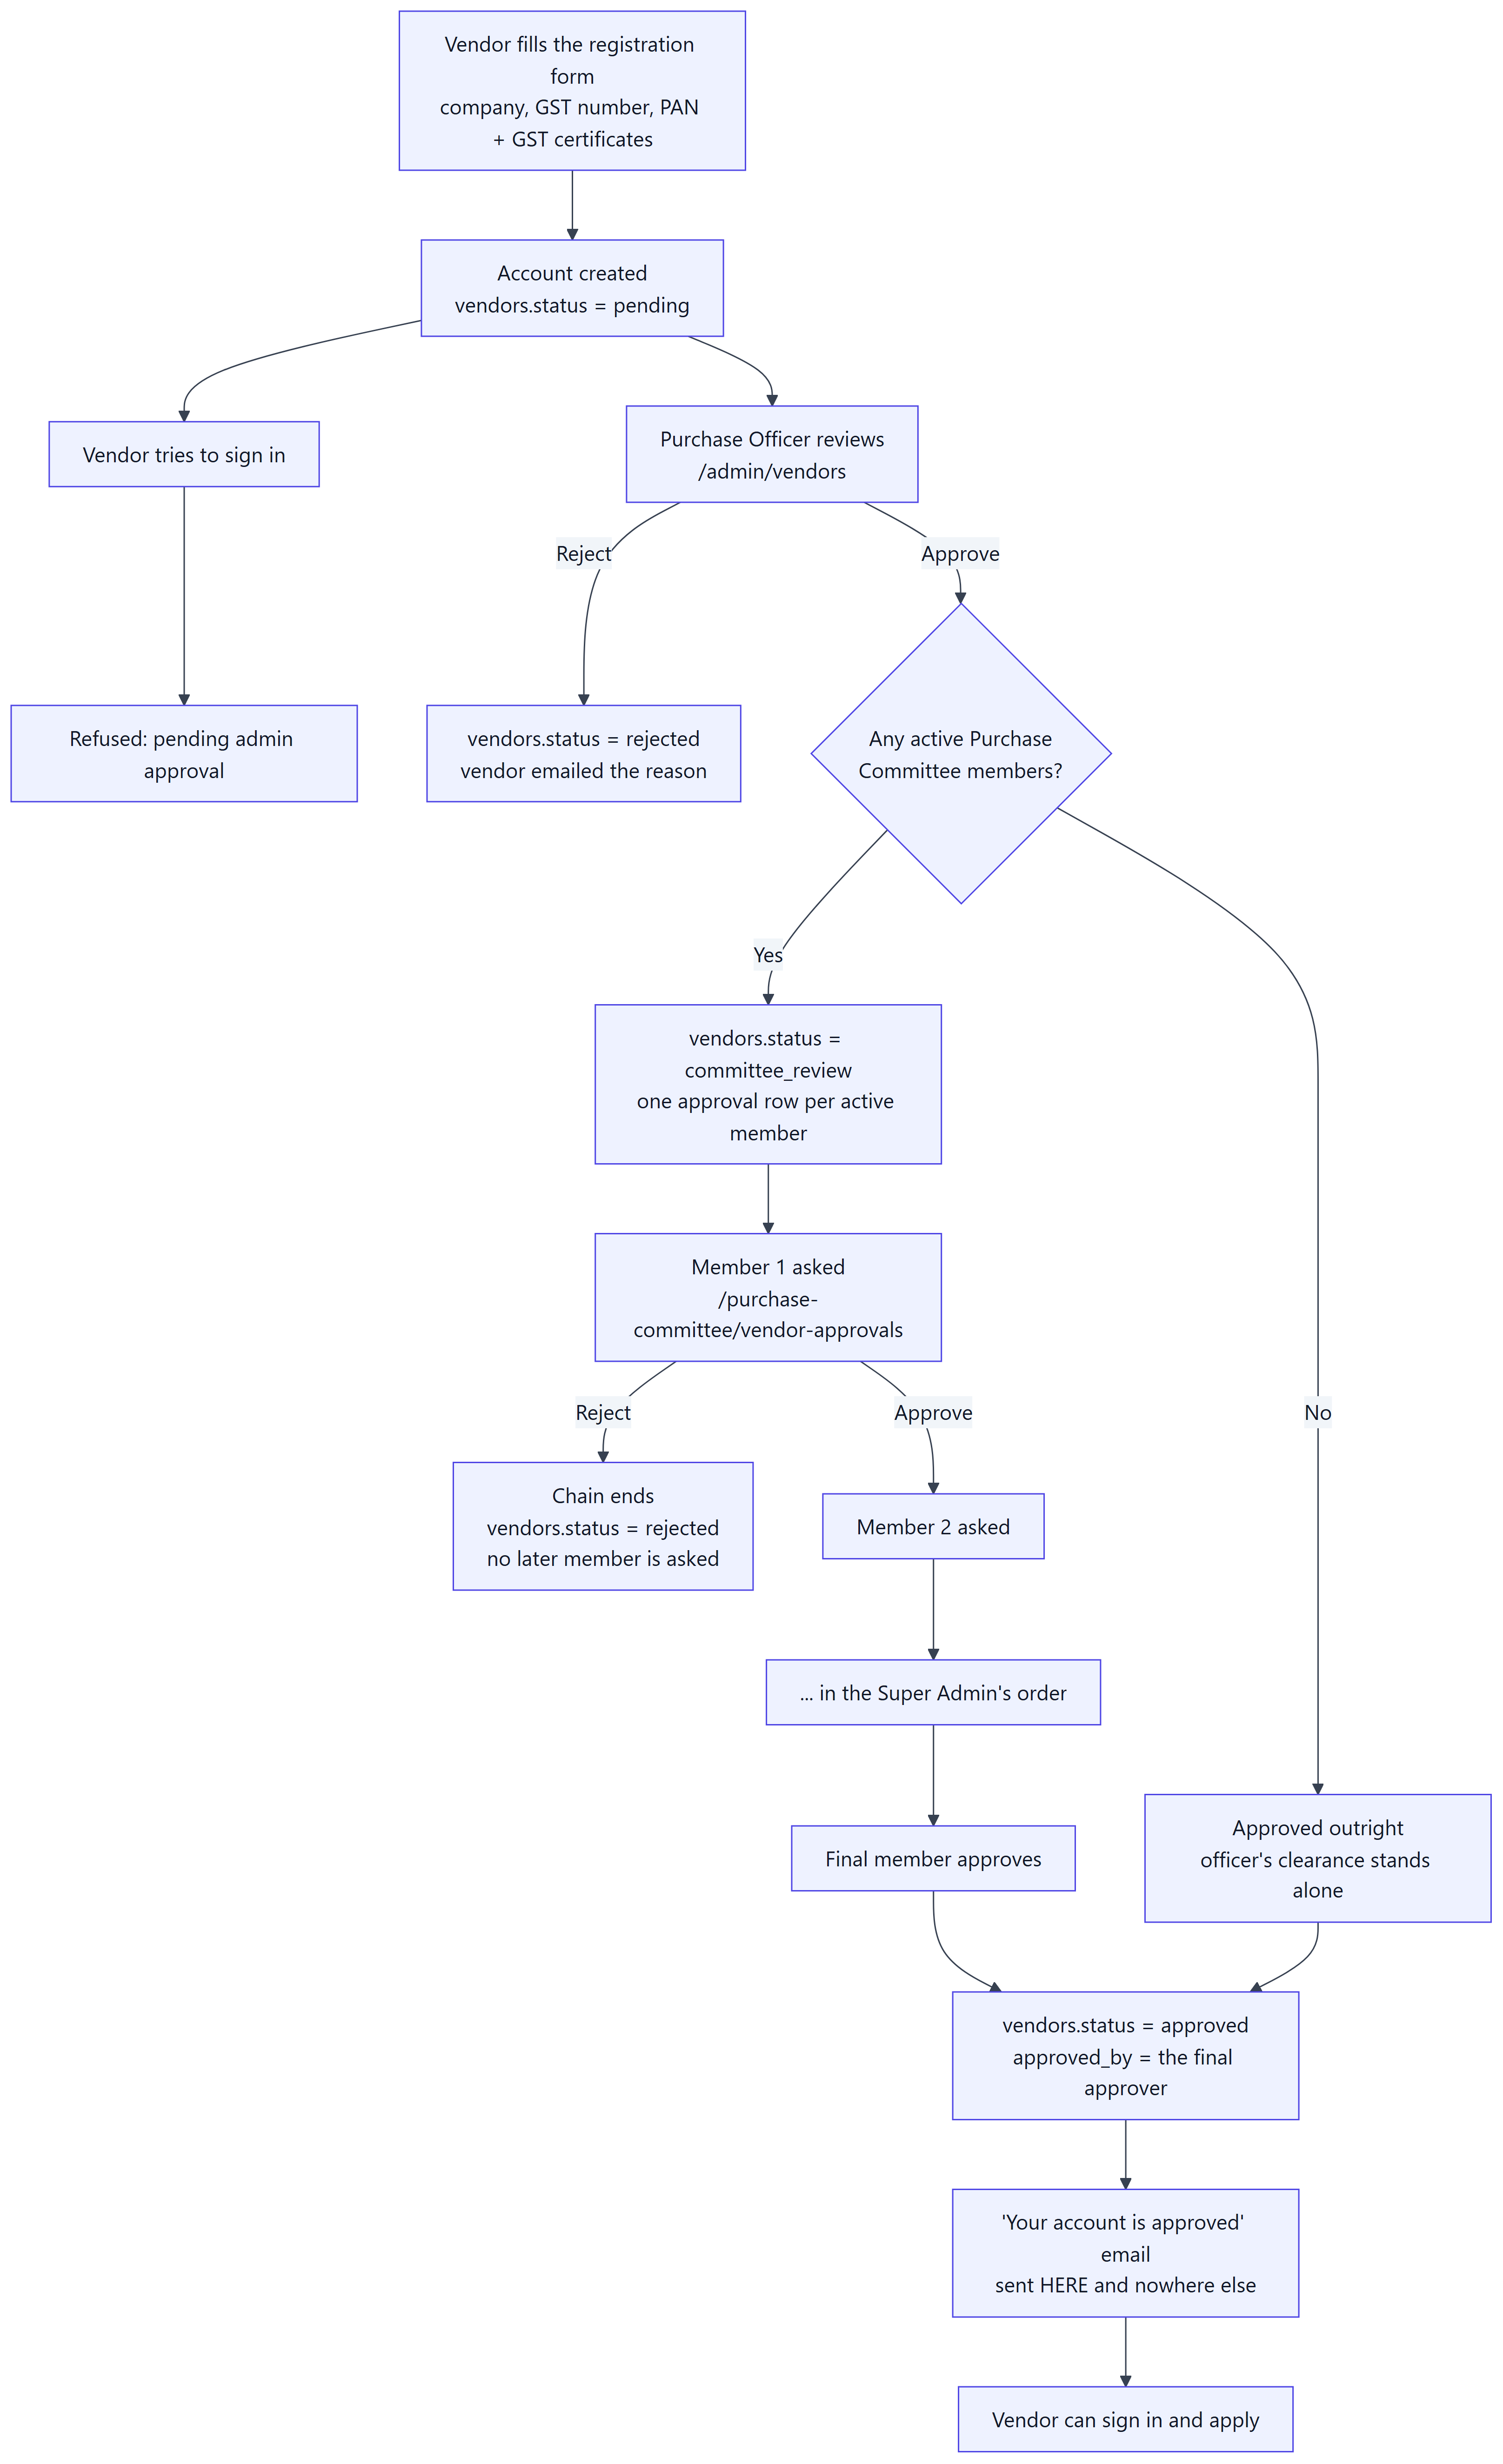 Vendor fills the registration
form
company, GST number, PAN
+ GST certificates
Account created
vendors.status = pending
Vendor tries to sign in
Purchase Officer reviews
/admin/vendors
Reject
Approve
Refused: pending admin
approval
vendors.status = rejected
vendor emailed the reason
Any active Purchase
Committee members?
Yes
vendors.status =
committee_review
one approval row per active
member
Member 1 asked
/purchase-
committee/vendor-approvals
Reject
Approve
No
Chain ends
vendors.status = rejected
no later member is asked
Member 2 asked
... in the Super Admin's order
Final member approves
Approved outright
officer's clearance stands
alone
vendors.status = approved
approved_by = the final
approver
'Your account is approved'
email
sent HERE and nowhere else
Vendor can sign in and apply